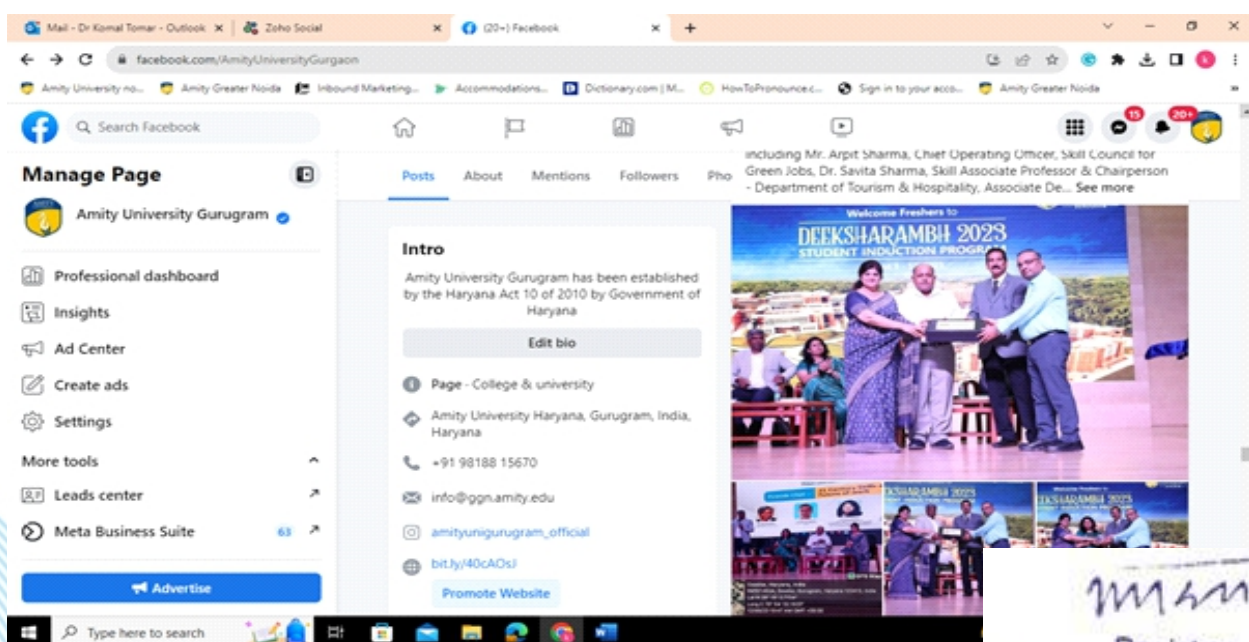 Mail - Dr Komal Tomar - Outlook
Zoho Social
(20+) Facebook
facebook.com/AmityUniversityGurgaon
Amity University no...
Amity Greater Noida
Inbound Marketing...
Accommodations...
Dictionary.com | M...
HowToPronounce.c...
Sign in to your acco...
Amity Greater Noida
Search Facebook
15
20+
Manage Page
Amity University Gurugram
Professional dashboard
Insights
Ad Center
Create ads
Settings
More tools
Leads center
Meta Business Suite
63
Advertise
Posts
About
Mentions
Followers
Pho
Intro
Amity University Gurugram has been established
by the Haryana Act 10 of 2010 by Government of
Haryana
Edit bio
Page · College & university
Amity University Haryana, Gurugram, India,
Haryana
+91 98188 15670
info@ggn.amity.edu
amityunigurugram_official
bit.ly/40cAOsJ
Promote Website
including Mr. Arpit Sharma, Chief Operating Officer, Skill Council for
Green Jobs, Dr. Savita Sharma, Skill Associate Professor & Chairperson
- Department of Tourism & Hospitality, Associate De... See more
Welcome Freshers to
DEEKSHARAMBH 2023
STUDENT INDUCTION PROGRAM
DEEKSHARAMBH 2023
DEEKSHARAMBH 2023
Type here to search